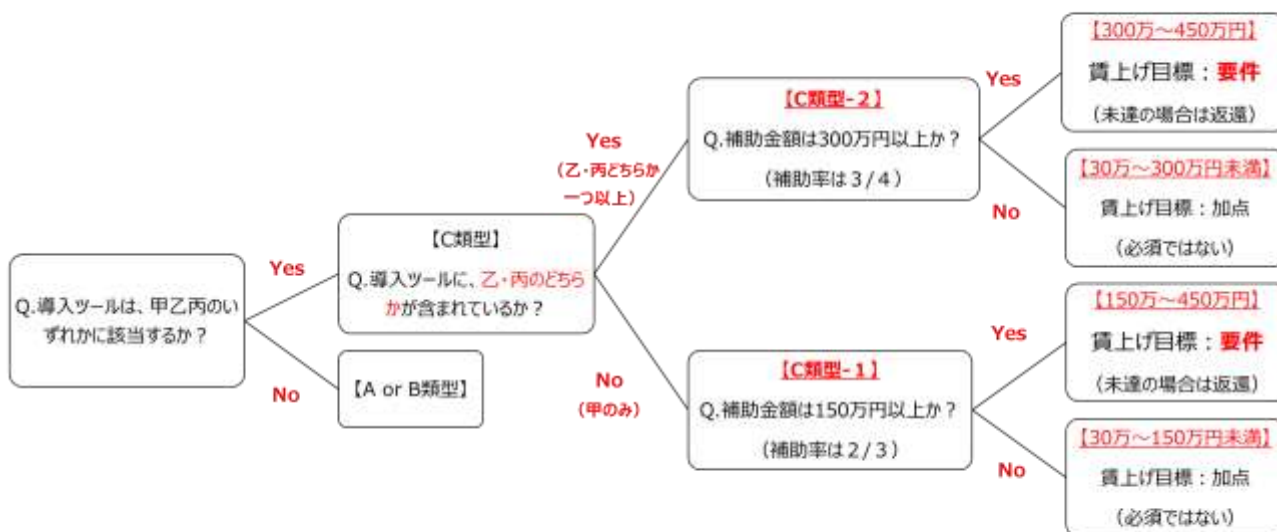 Q.導入ツールは、甲乙丙のい
ずれかに該当するか？
Yes
No
【C類型】
Q.導入ツールに、乙・丙のどちら
かが含まれているか？
【A or B類型】
Yes
（乙・丙どちらか
一つ以上）
No
（甲のみ）
【C類型-２】
Q.補助金額は300万円以上か？
（補助率は３/４）
Yes
No
【300万～450万円】
賃上げ目標：要件
（未達の場合は返還）
【30万～300万円未満】
賃上げ目標：加点
（必須ではない）
【C類型-１】
Q.補助金額は150万円以上か？
（補助率は２/３）
Yes
No
【150万～450万円】
賃上げ目標：要件
（未達の場合は返還）
【30万～150万円未満】
賃上げ目標：加点
（必須ではない）